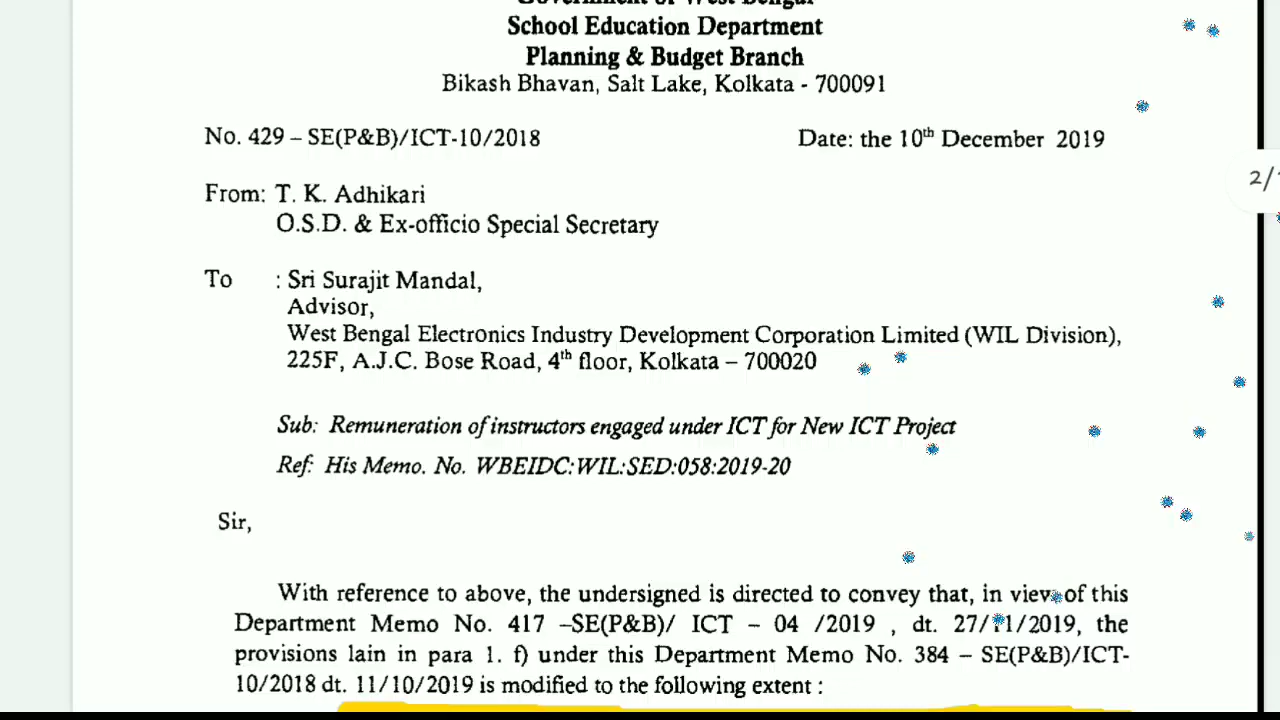 Government of West Bengal
School Education Department
Planning & Budget Branch
Bikash Bhavan, Salt Lake, Kolkata - 700091
No. 429 – SE(P&B)/ICT-10/2018 Date: the 10th December 2019
2/
From: T. K. Adhikari
O.S.D. & Ex-officio Special Secretary
To : Sri Surajit Mandal,
Advisor,
West Bengal Electronics Industry Development Corporation Limited (WIL Division),
225F, A.J.C. Bose Road, 4th floor, Kolkata – 700020
Sub: Remuneration of instructors engaged under ICT for New ICT Project
Ref: His Memo. No. WBEIDC:WIL:SED:058:2019-20
Sir,
With reference to above, the undersigned is directed to convey that, in view of this
Department Memo No. 417 –SE(P&B)/ ICT – 04 /2019 , dt. 27/11/2019, the
provisions lain in para 1. f) under this Department Memo No. 384 – SE(P&B)/ICT-
10/2018 dt. 11/10/2019 is modified to the following extent :